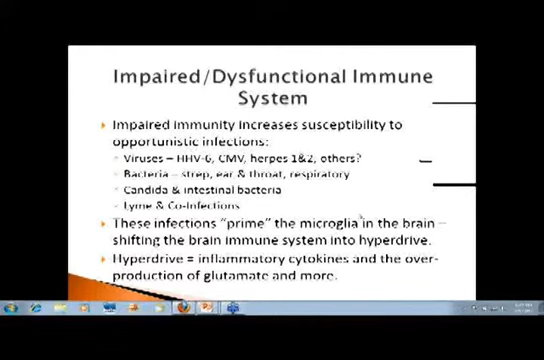 Impaired/Dysfunctional Immune
System
Impaired immunity increases susceptibility to
opportunistic infections:
Viruses – HHV-6, CMV, herpes 1&2, others?
Bacteria – strep, ear & throat, respiratory
Candida & intestinal bacteria
Lyme & Co-Infections
These infections "prime" the microglia in the brain –
shifting the brain immune system into hyperdrive.
Hyperdrive = inflammatory cytokines and the over-
production of glutamate and more.